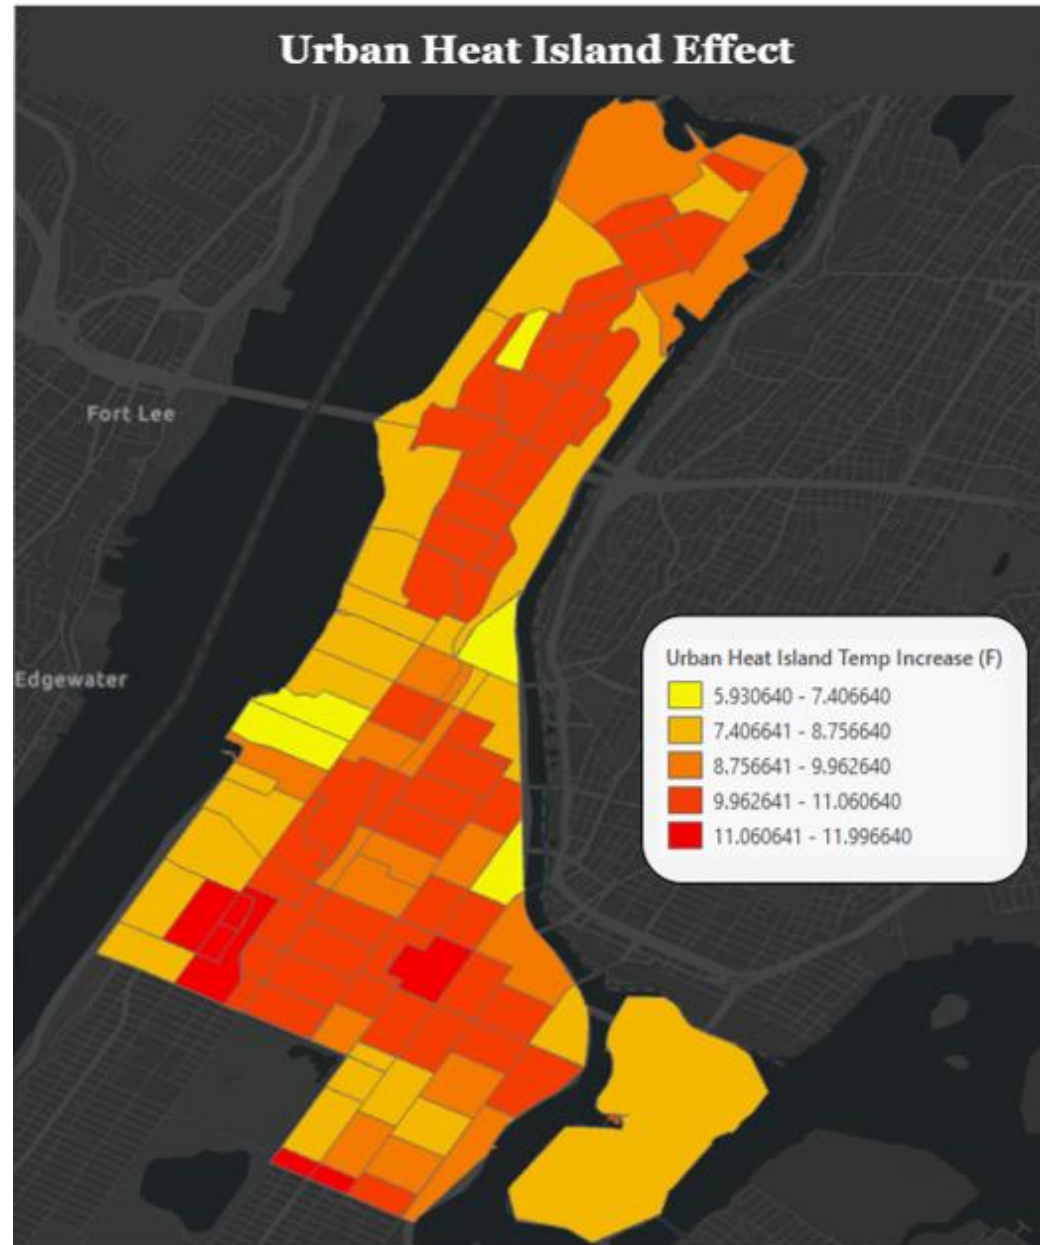 Urban Heat Island Effect
Fort Lee
Edgewater
Urban Heat Island Temp Increase (F)
5.930640 - 7.406640
7.406641 - 8.756640
8.756641 - 9.962640
9.962641 - 11.060640
11.060641 - 11.996640